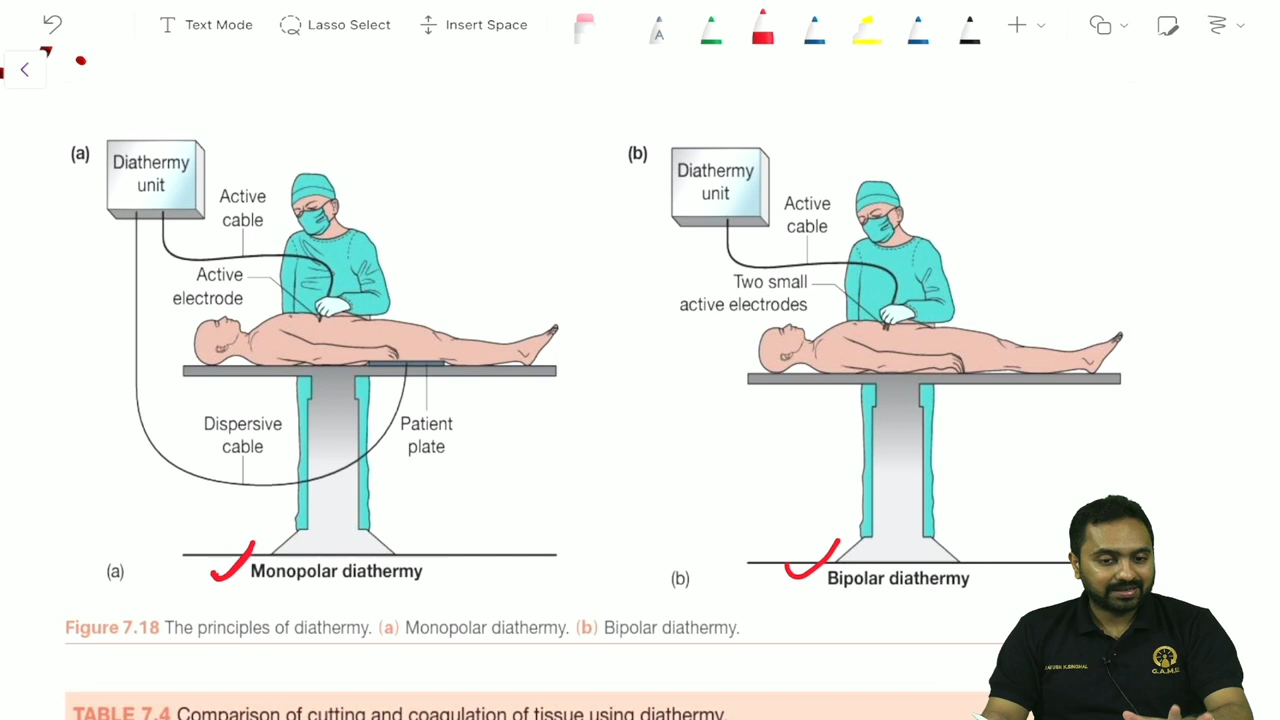 Text Mode
Lasso Select
Insert Space
A
(a)
Diathermy
unit
Active
cable
Active
electrode
Dispersive
cable
Patient
plate
(a)
Monopolar diathermy
(b)
Diathermy
unit
Active
cable
Two small
active electrodes
(b)
Bipolar diathermy
Figure 7.18 The principles of diathermy. (a) Monopolar diathermy. (b) Bipolar diathermy.
TABLE 7.4 Comparison of cutting and coagulation of tissue using diathermy.